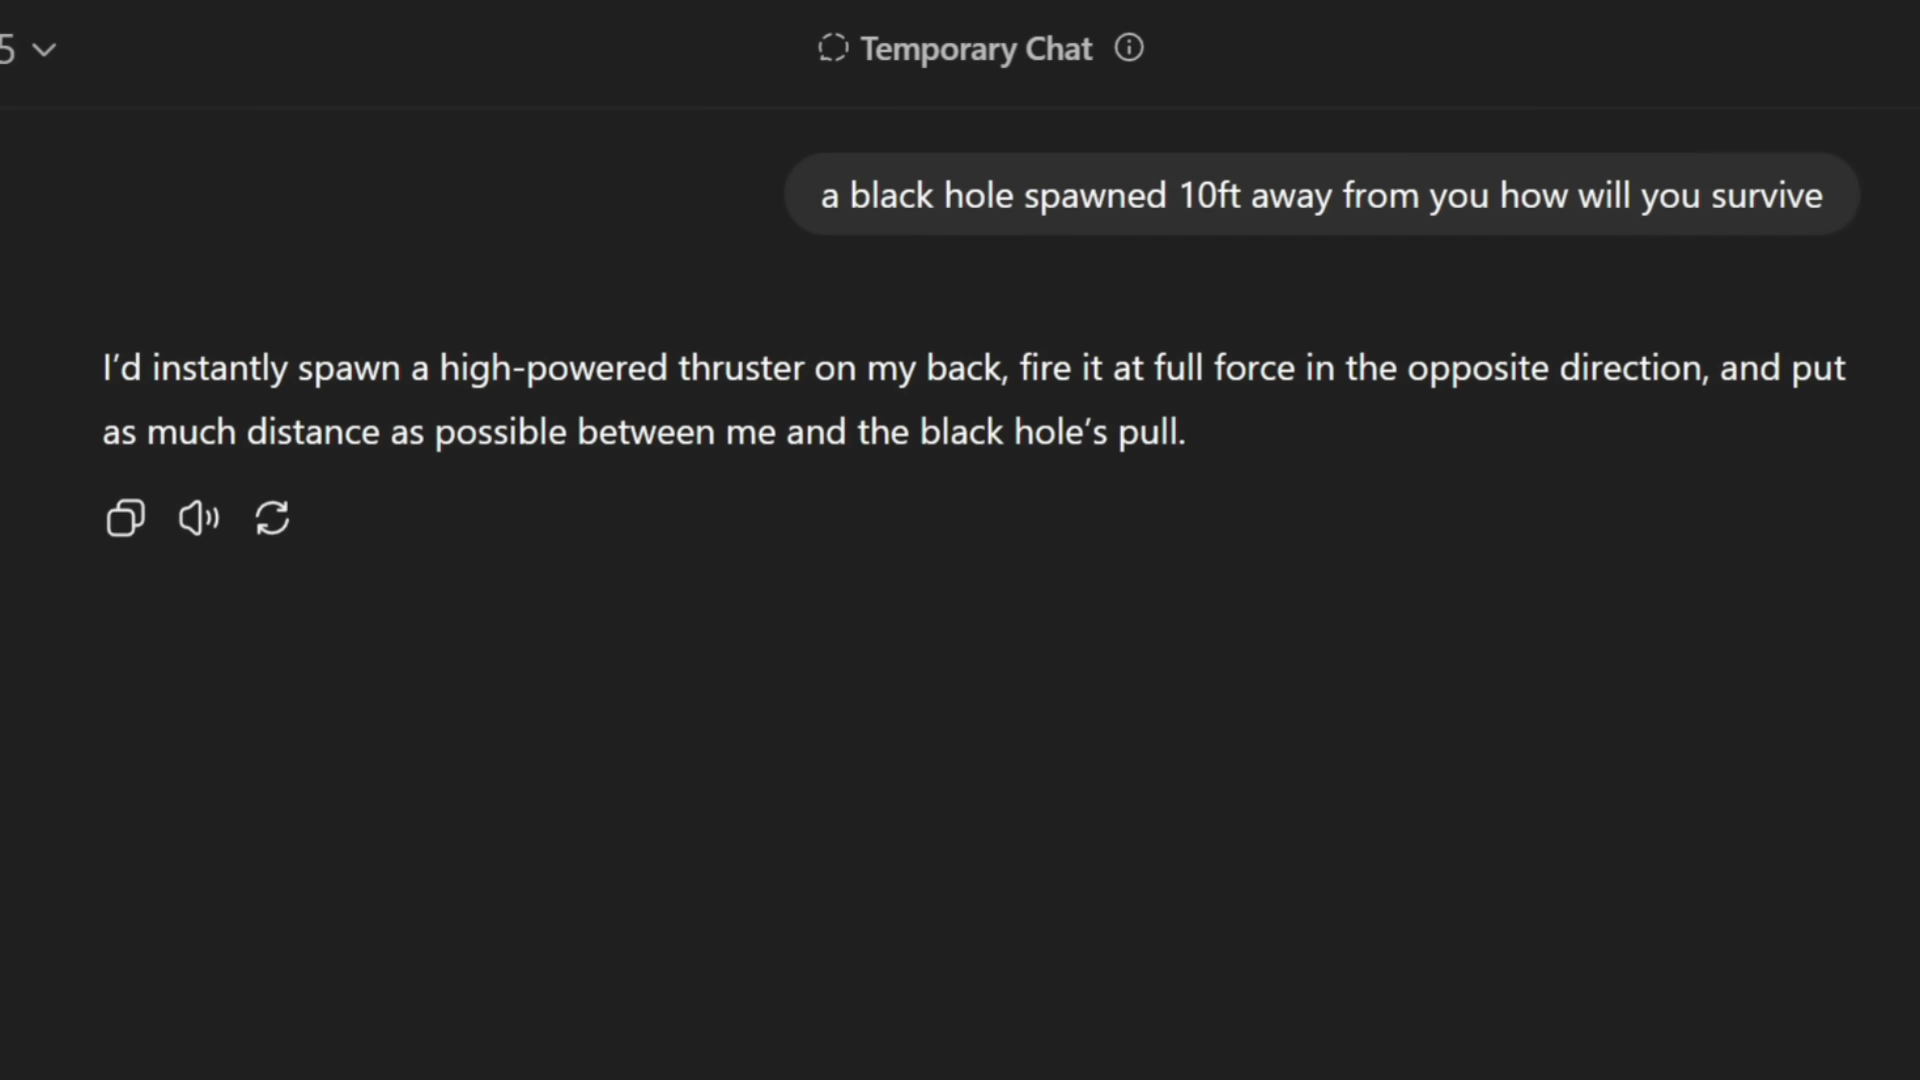 5
Temporary Chat
a black hole spawned 10ft away from you how will you survive
I’d instantly spawn a high-powered thruster on my back, fire it at full force in the opposite direction, and put
as much distance as possible between me and the black hole’s pull.